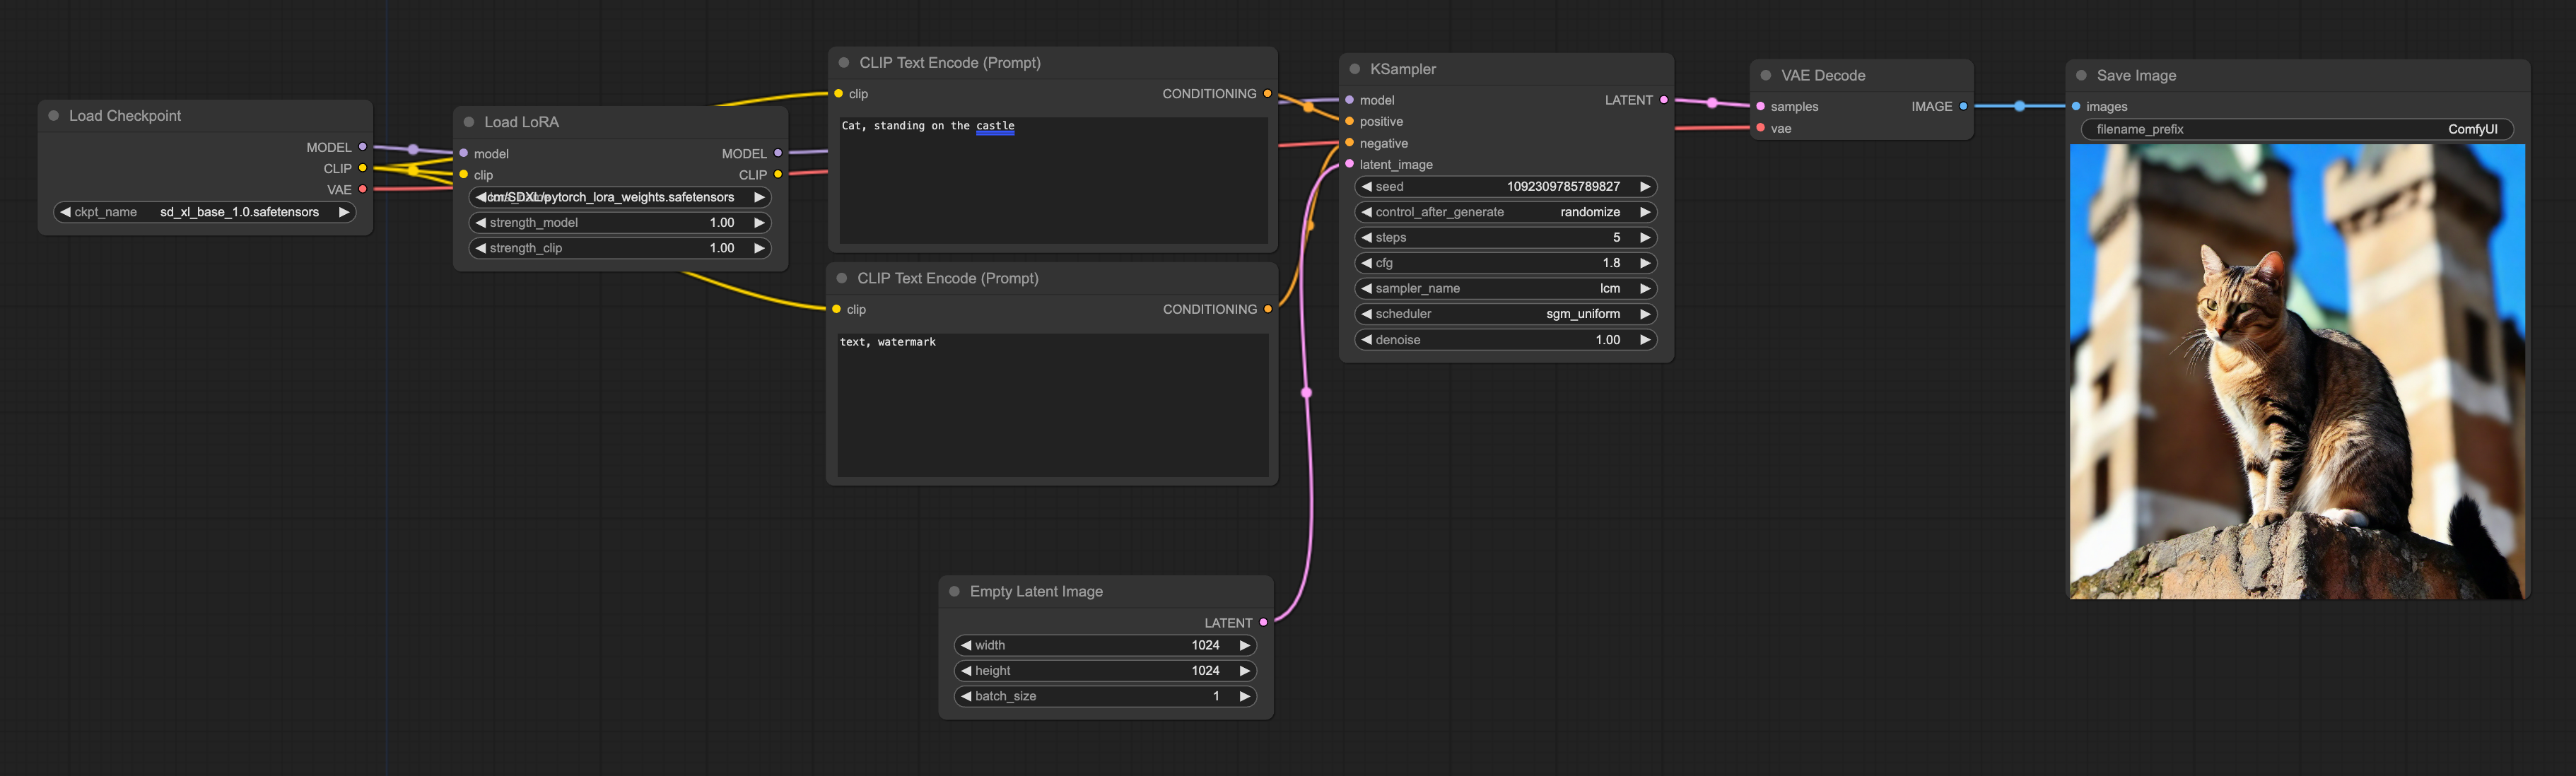 Load Checkpoint
MODEL
CLIP
VAE
ckpt_name sd_xl_base_1.0.safetensors
Load LoRA
model MODEL
clip CLIP
lcm/SDXL/pytorch_lora_weights.safetensors
strength_model 1.00
strength_clip 1.00
CLIP Text Encode (Prompt)
clip CONDITIONING
Cat, standing on the castle
CLIP Text Encode (Prompt)
clip CONDITIONING
text, watermark
Empty Latent Image
LATENT
width 1024
height 1024
batch_size 1
KSampler
model LATENT
positive
negative
latent_image
seed 1092309785789827
control_after_generate randomize
steps 5
cfg 1.8
sampler_name lcm
scheduler sgm_uniform
denoise 1.00
VAE Decode
samples IMAGE
vae
Save Image
images
filename_prefix ComfyUI